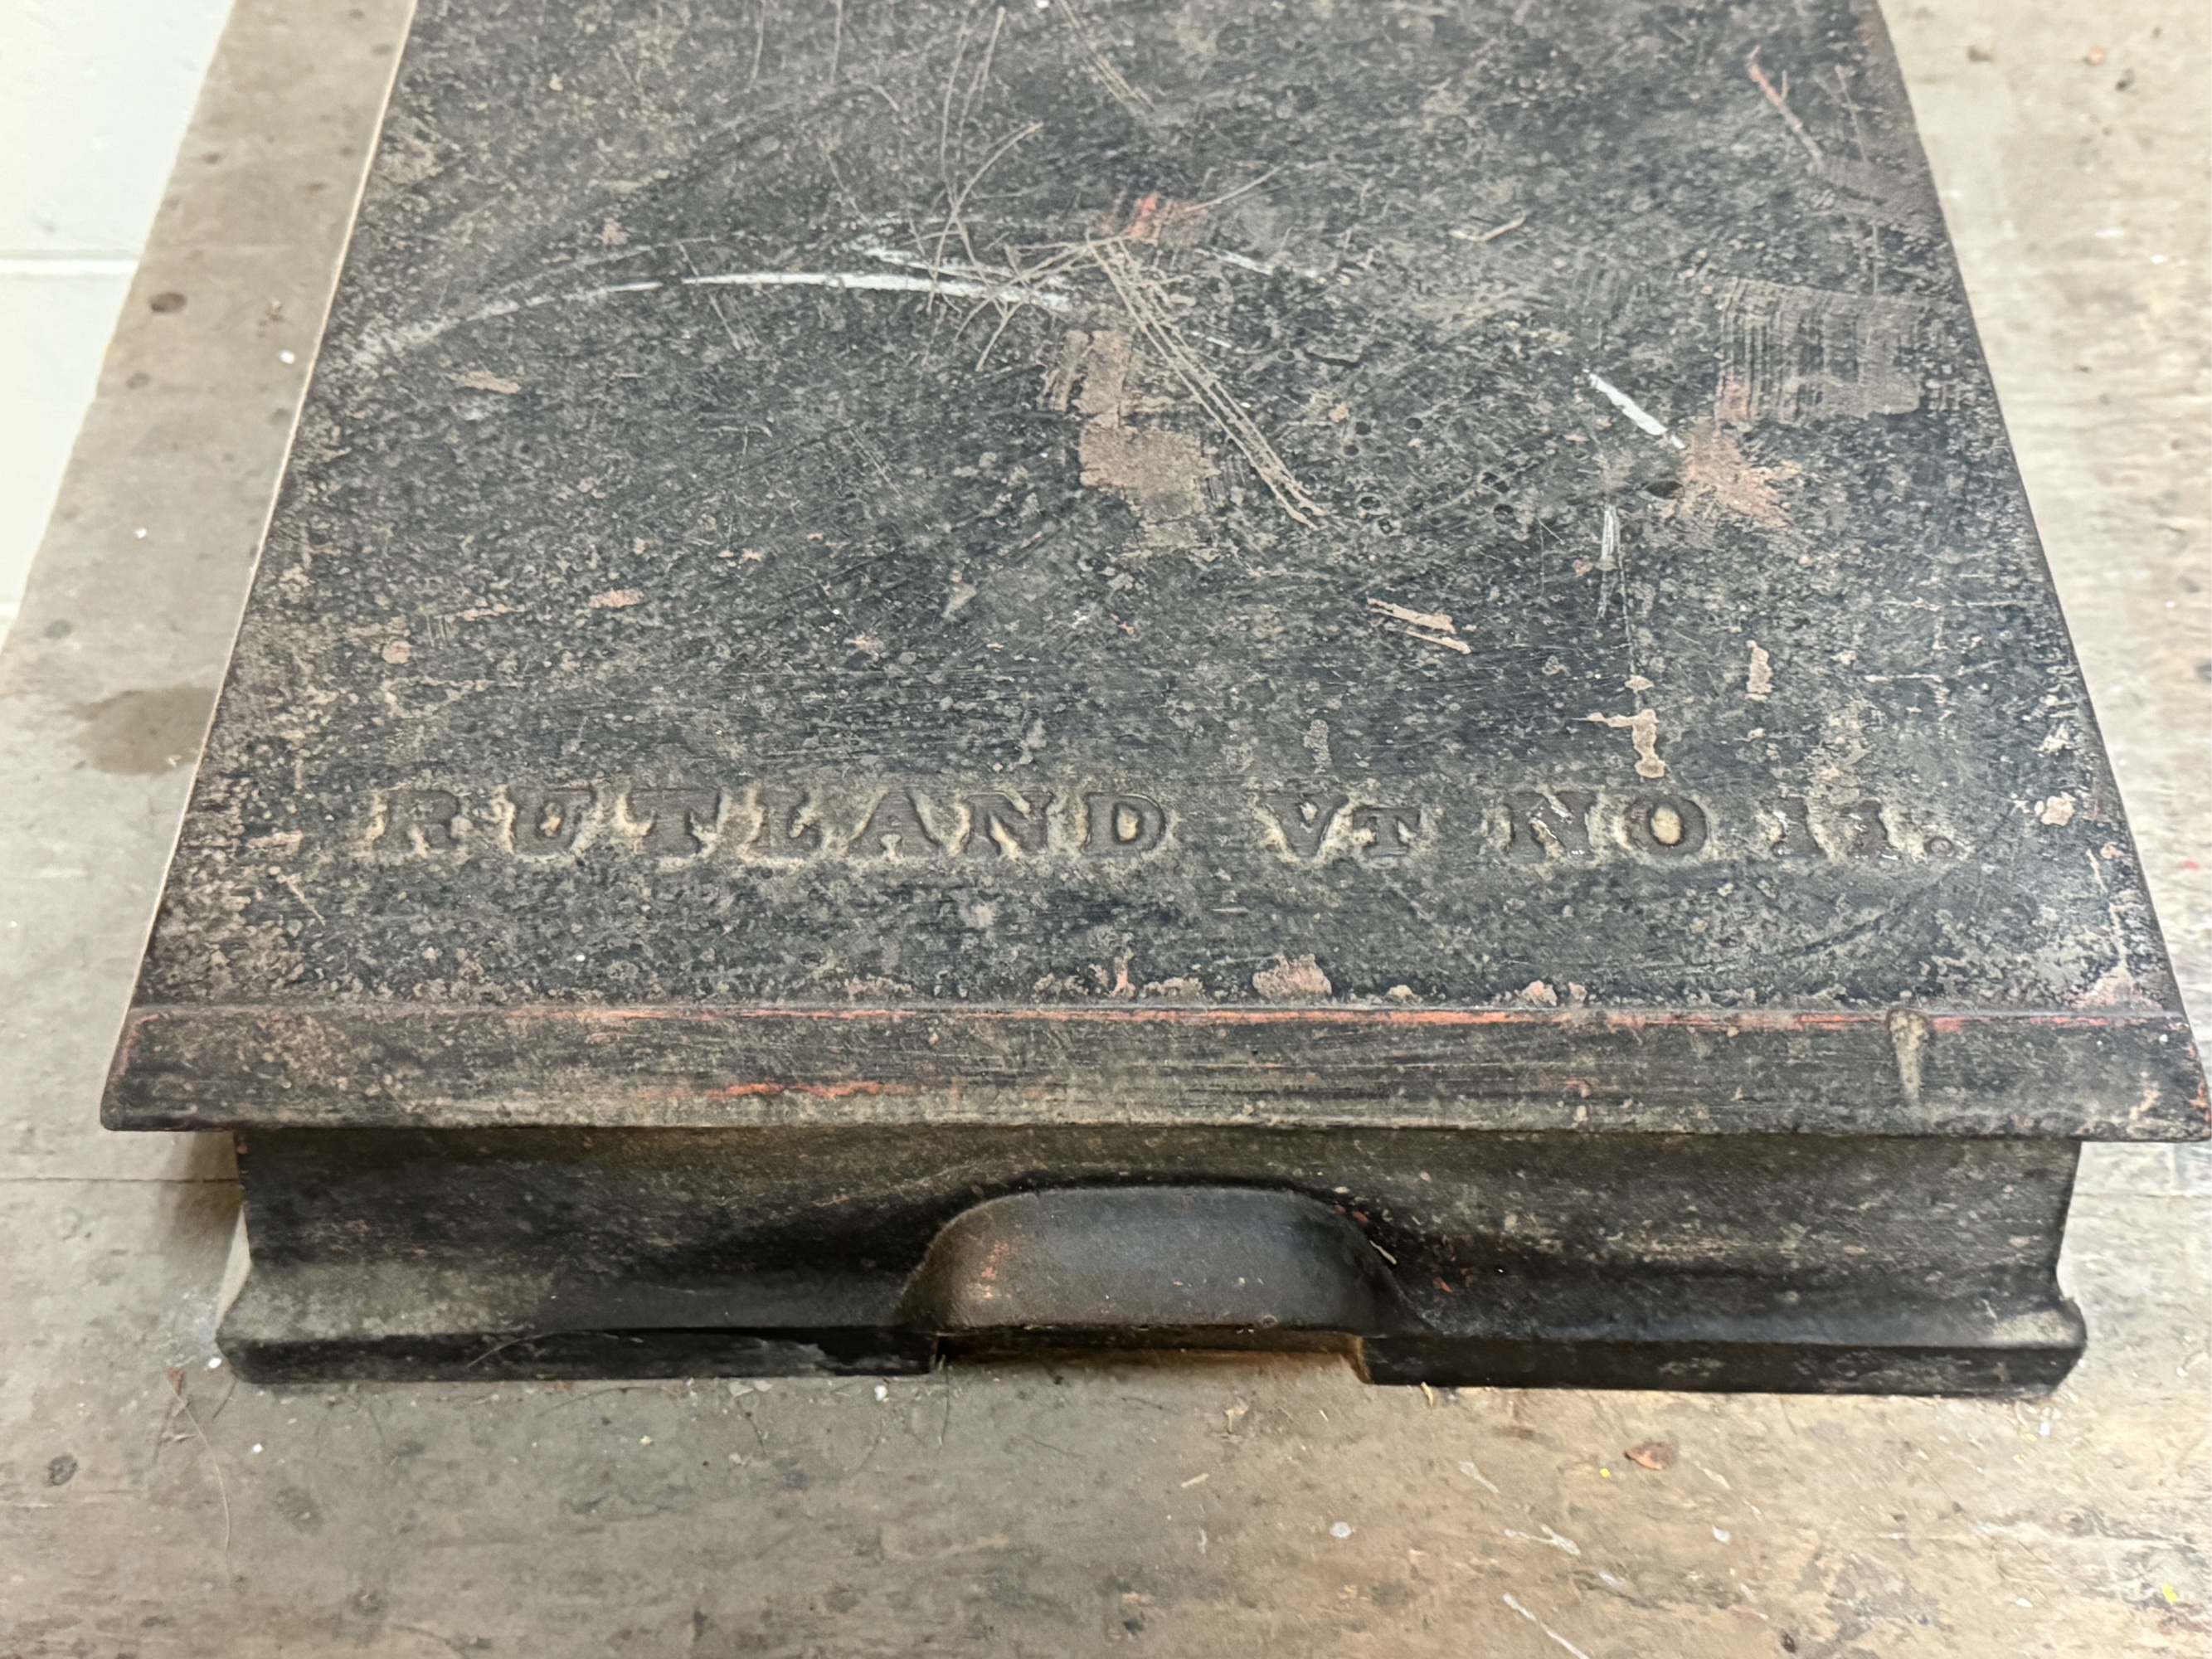 RUTLAND VT NO 11.